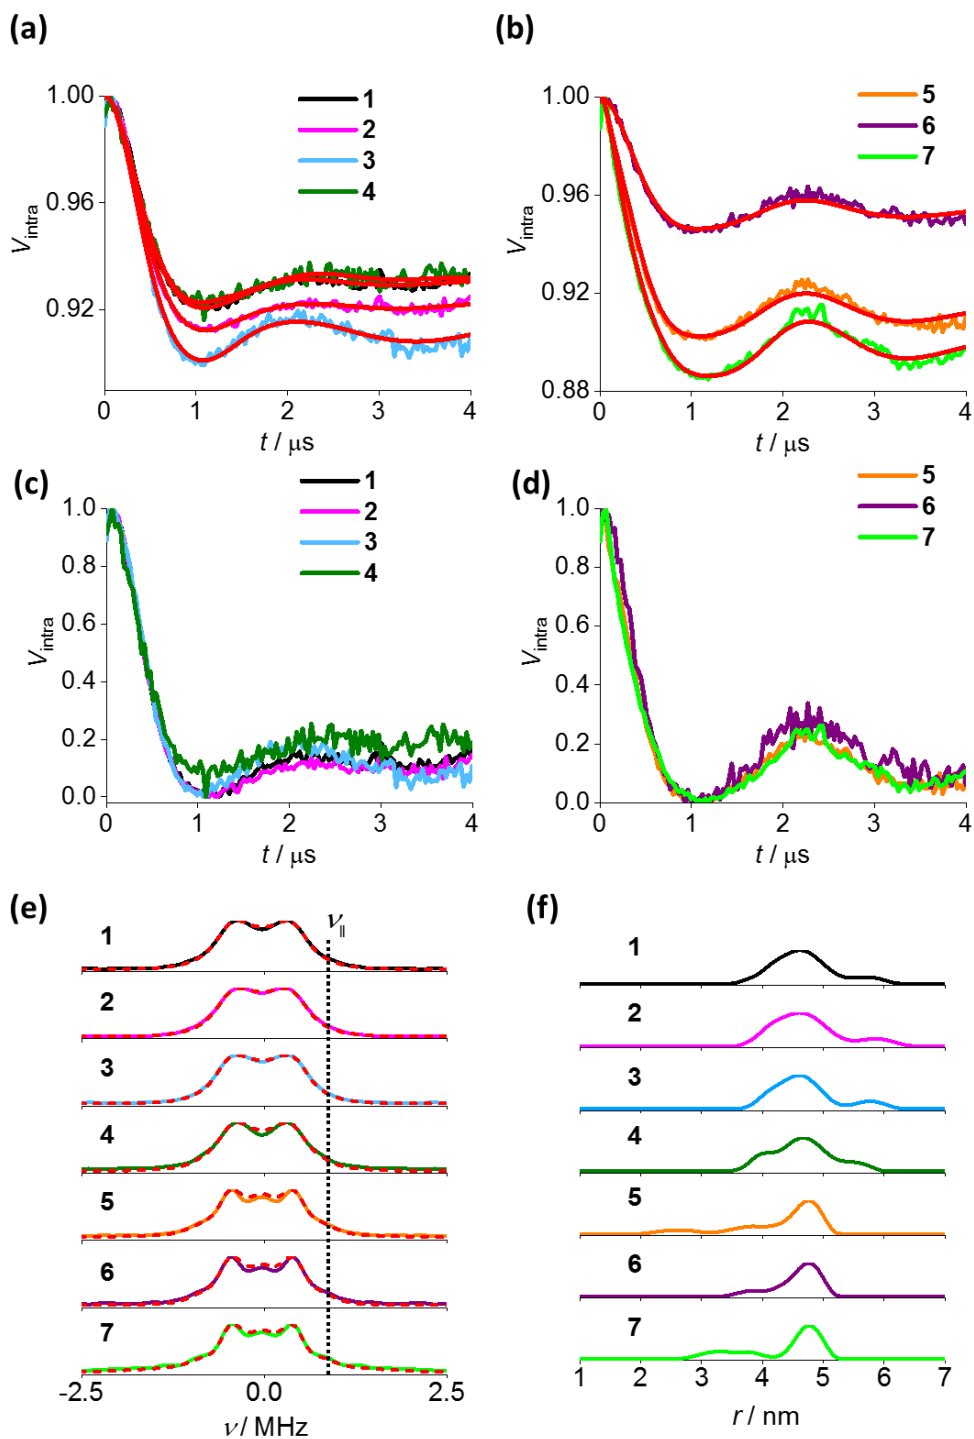 (a)
1.00
0.96
0.92
Vintra
1
2
3
4
0 1 2 3 4
t / μs
(b)
1.00
0.96
0.92
0.88
Vintra
5
6
7
0 1 2 3 4
t / μs
(c)
1.0
0.8
0.6
0.4
0.2
0.0
Vintra
1
2
3
4
0 1 2 3 4
t / μs
(d)
1.0
0.8
0.6
0.4
0.2
0.0
Vintra
5
6
7
0 1 2 3 4
t / μs
(e)
ν||
1
2
3
4
5
6
7
-2.5 0.0 2.5
ν / MHz
(f)
1
2
3
4
5
6
7
1 2 3 4 5 6 7
r / nm